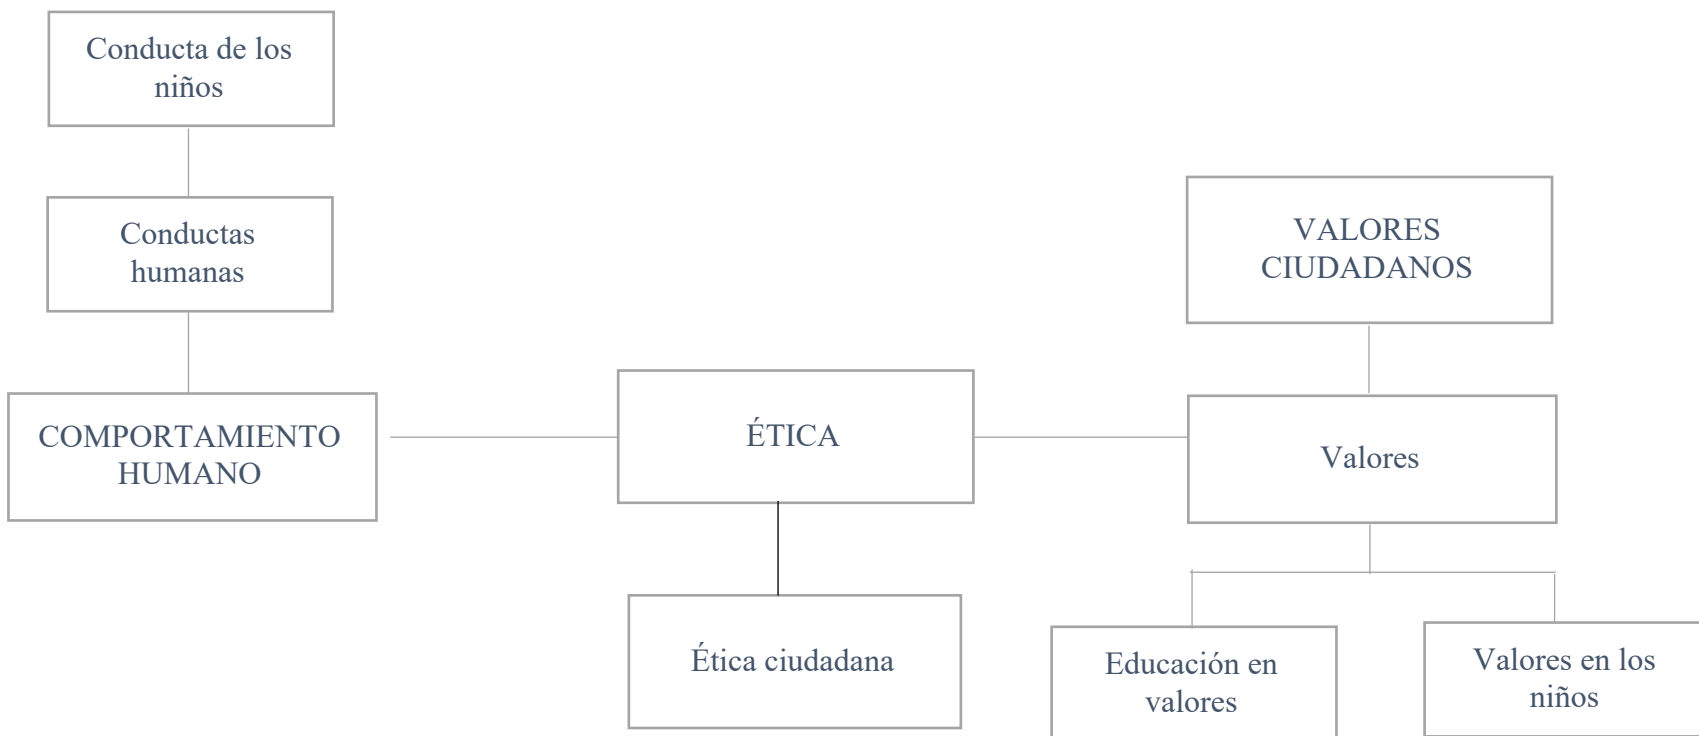 Conducta de los
niños
Conductas
humanas
COMPORTAMIENTO
HUMANO
ÉTICA
Ética ciudadana
VALORES
CIUDADANOS
Valores
Educación en
valores
Valores en los
niños